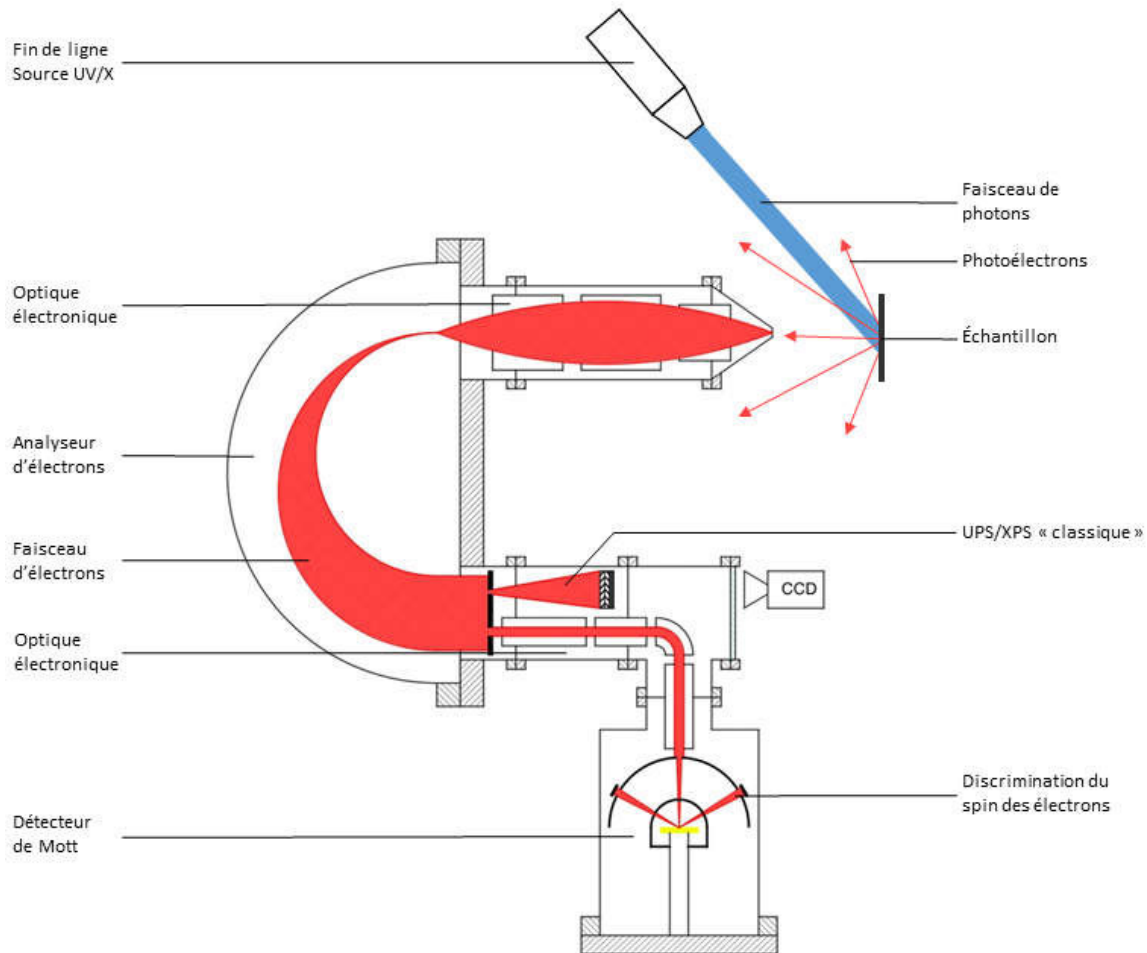 Fin de ligne
Source UV/X
Faisceau de
photons
Photoélectrons
Optique
électronique
Échantillon
Analyseur
d'électrons
UPS/XPS « classique »
Faisceau
d'électrons
CCD
Optique
électronique
Discrimination du
spin des électrons
Détecteur
de Mott